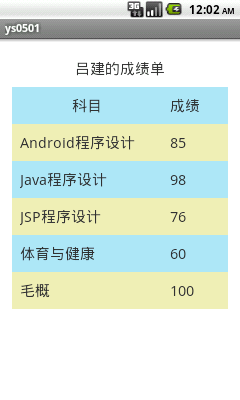 3G 12:02 AM
ys0501
吕建的成绩单
科目 成绩
Android程序设计 85
Java程序设计 98
JSP程序设计 76
体育与健康 60
毛概 100